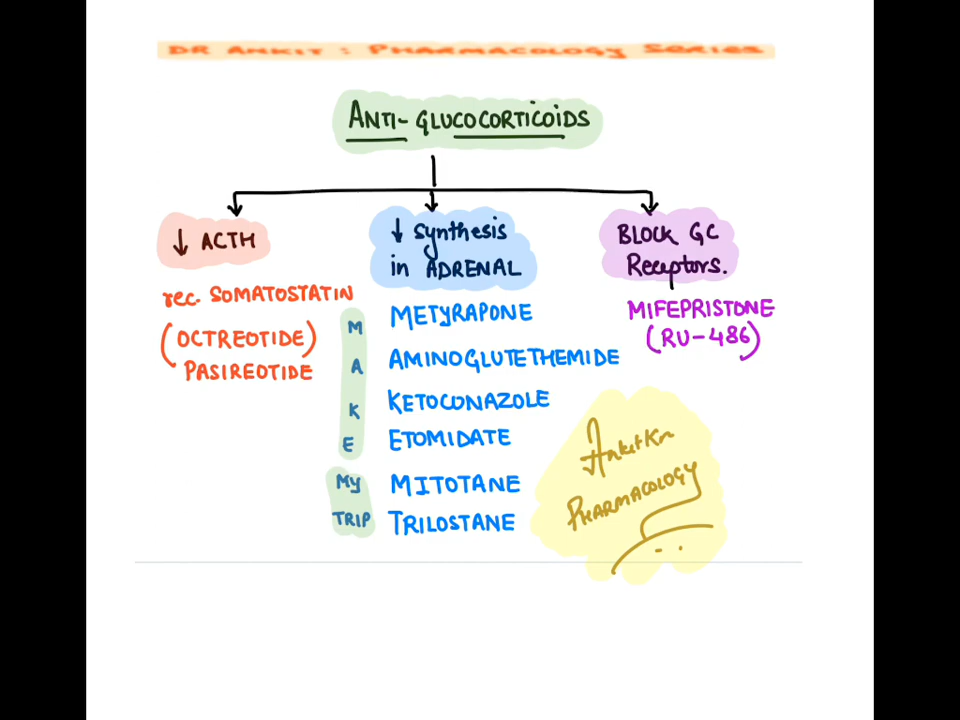 DR ANKIT : PHARMACOLOGY SERIES
ANTI-GLUCOCORTICOIDS
↓ ACTH
rec. SOMATOSTATIN
(OCTREOTIDE)
PASIREOTIDE
↓ Synthesis
in ADRENAL
M METYRAPONE
A AMINOGLUTETHEMIDE
K KETOCONAZOLE
E ETOMIDATE
My MITOTANE
TRIP TRILOSTANE
BLOCK GC
Receptors.
MIFEPRISTONE
(RU-486)
AnkitKr
PHARMACOLOGY